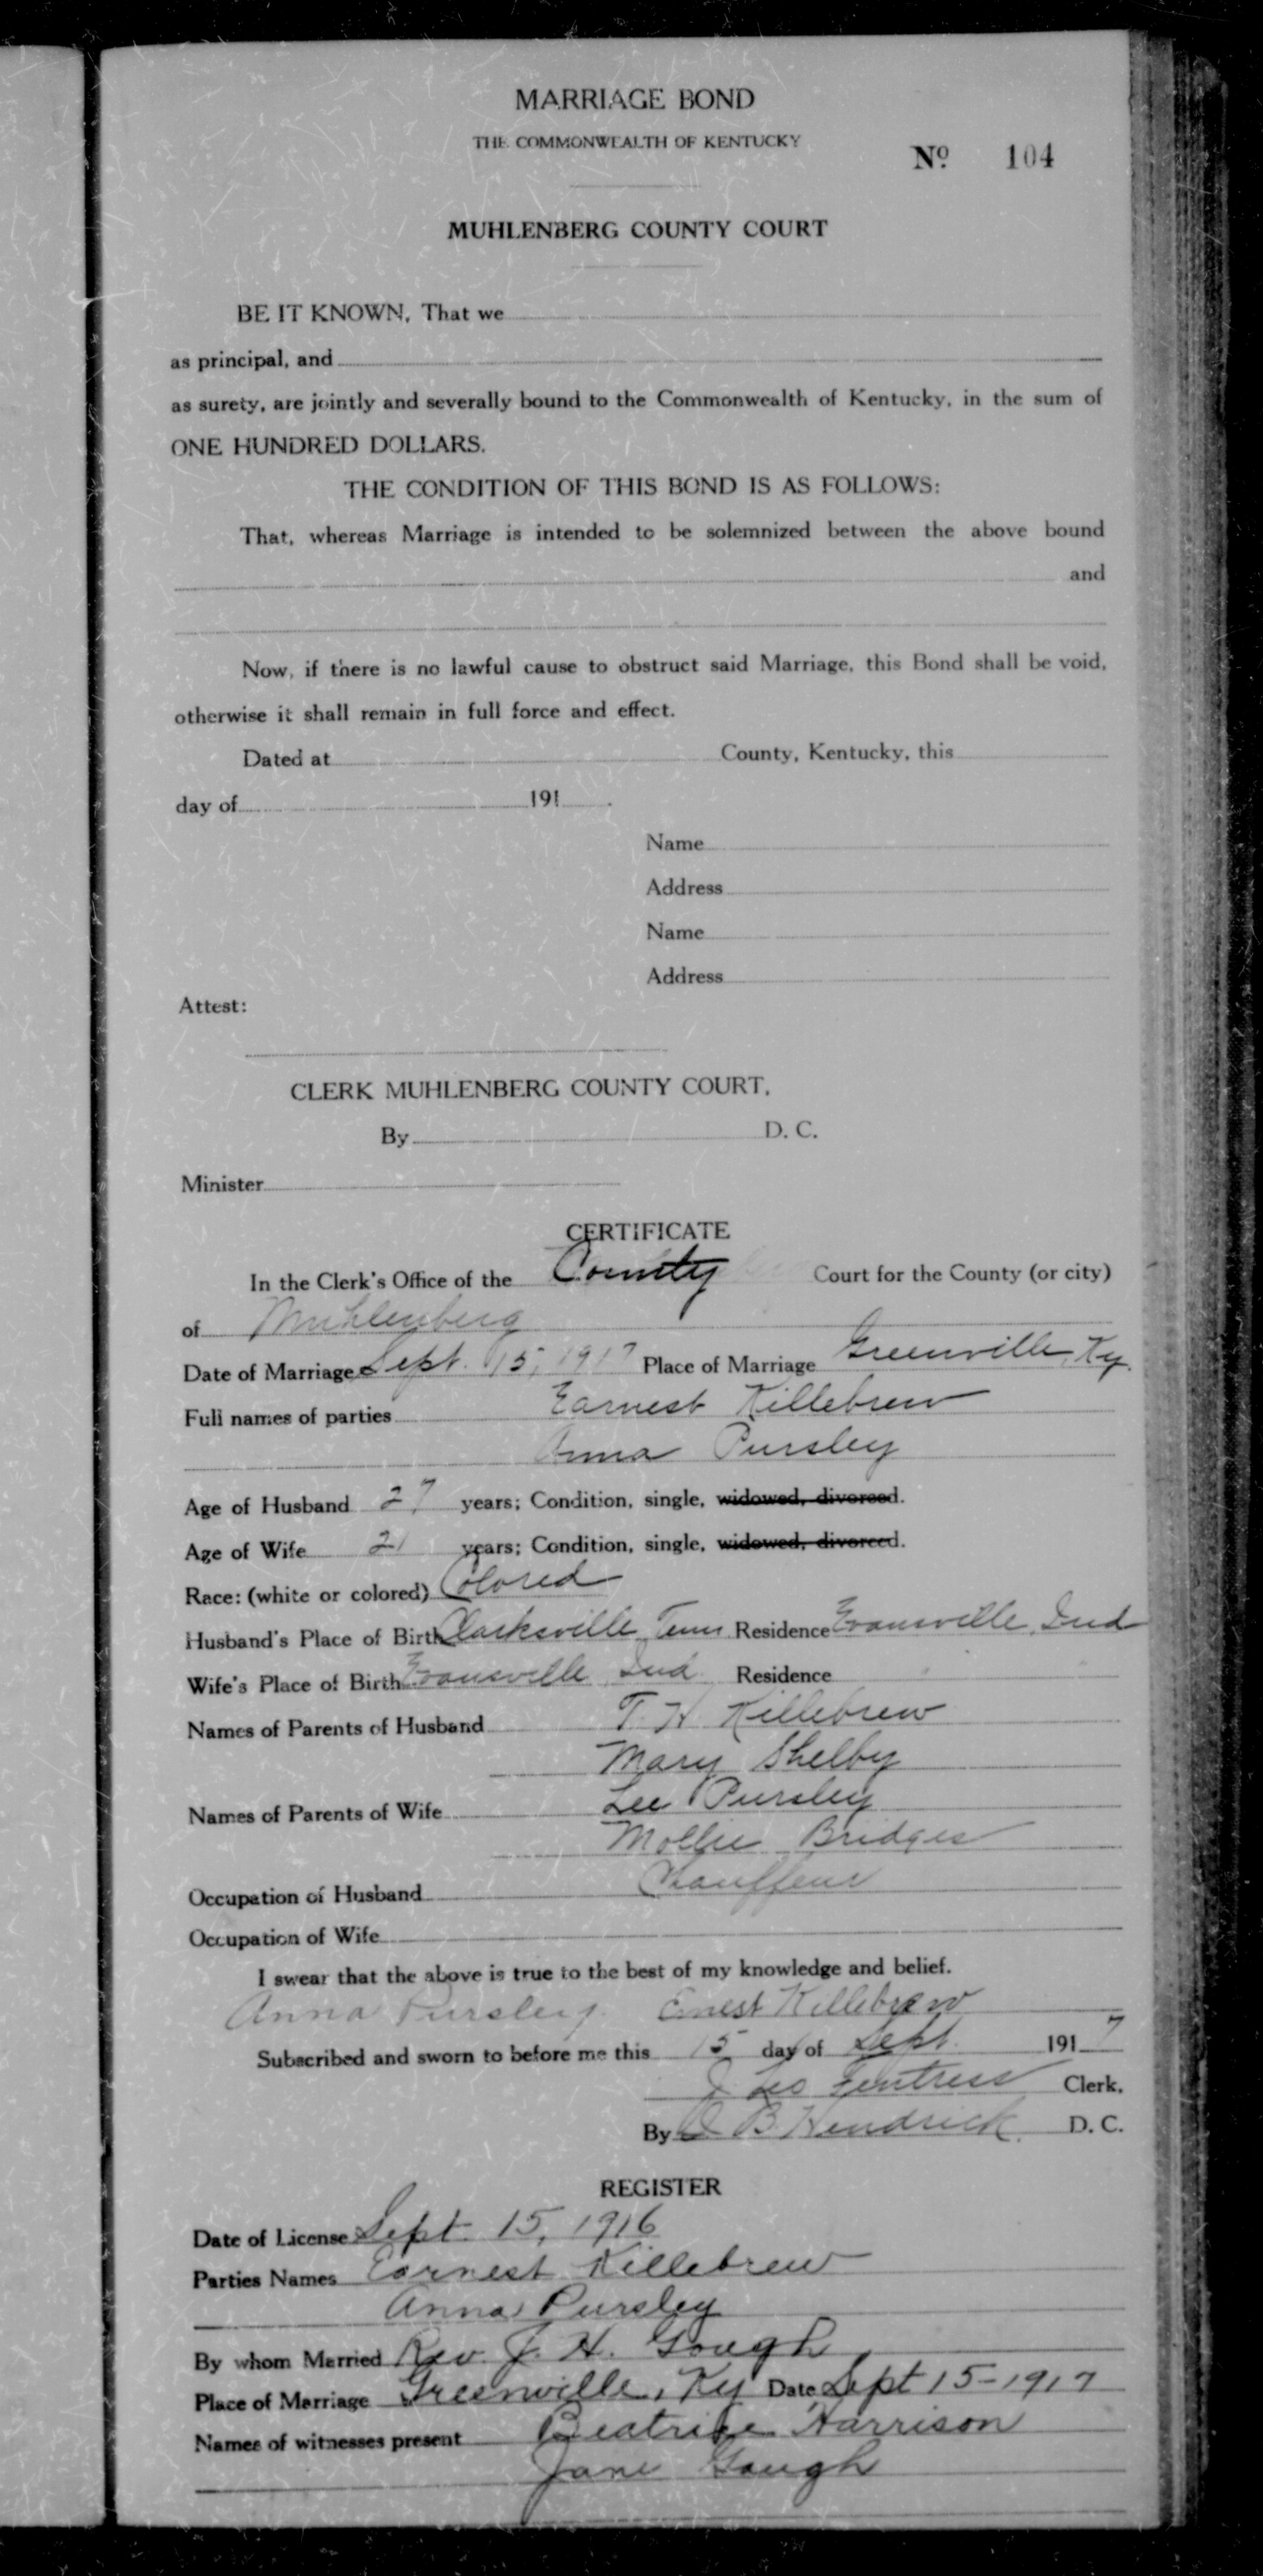 MARRIAGE BOND
THE COMMONWEALTH OF KENTUCKY
No. 104
MUHLENBERG COUNTY COURT
BE IT KNOWN, That we
as principal, and
as surety, are jointly and severally bound to the Commonwealth of Kentucky, in the sum of
ONE HUNDRED DOLLARS.
THE CONDITION OF THIS BOND IS AS FOLLOWS:
That, whereas Marriage is intended to be solemnized between the above bound
and
Now, if there is no lawful cause to obstruct said Marriage, this Bond shall be void,
otherwise it shall remain in full force and effect.
Dated at County, Kentucky, this
day of 191 .
Name
Address
Name
Address
Attest:
CLERK MUHLENBERG COUNTY COURT.
By D. C.
Minister
CERTIFICATE
In the Clerk's Office of the County Court for the County (or city)
of Muhlenberg
Date of Marriage Sept. 15, 1917 Place of Marriage Greenville, Ky.
Full names of parties Earnest Killebrew
Anna Pursley
Age of Husband 27 years; Condition, single, widowed, divorced.
Age of Wife 21 years; Condition, single, widowed, divorced.
Race: (white or colored) Colored
Husband's Place of Birth Clarksville, Tenn Residence Evansville, Ind
Wife's Place of Birth Evansville, Ind Residence " "
Names of Parents of Husband T. H. Killebrew
Mary Shelby
Names of Parents of Wife Lee Pursley
Mollie Bridges
Occupation of Husband Chauffeur
Occupation of Wife
I swear that the above is true to the best of my knowledge and belief.
Anna Pursley. Ernest Killebrew
Subscribed and sworn to before me this 15 day of Sept. 1917
J Leo Fentress Clerk.
By B. Hendrick. D. C.
REGISTER
Date of License Sept. 15, 1916
Parties Names Earnest Killebrew
Anna Pursley
By whom Married Rev. J. H. Gough
Place of Marriage Greenville, Ky Date Sept 15-1917
Names of witnesses present Beatrice Harrison
Jane Gough